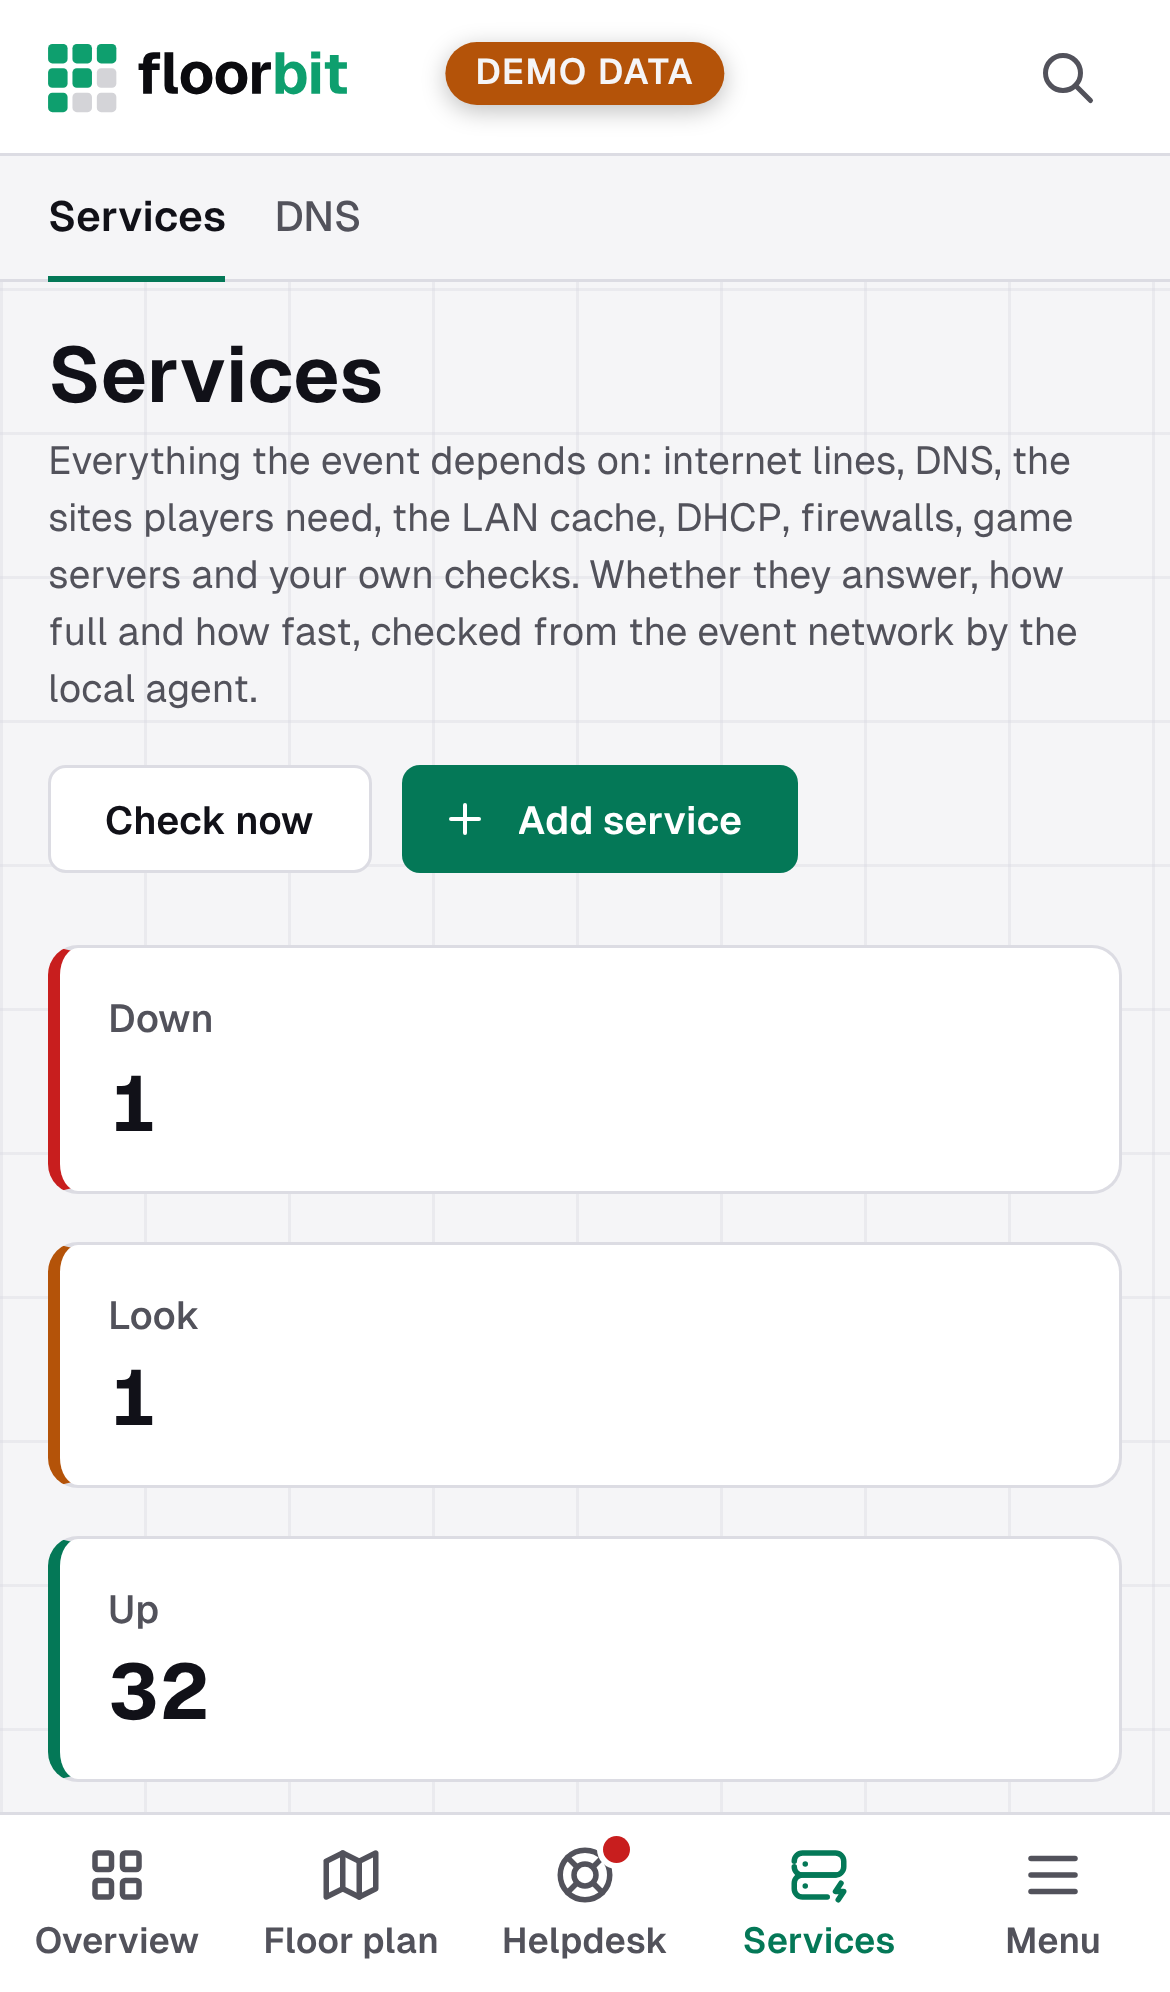 floorbit
DEMO DATA
Services DNS
Services
Everything the event depends on: internet lines, DNS, the
sites players need, the LAN cache, DHCP, firewalls, game
servers and your own checks. Whether they answer, how
full and how fast, checked from the event network by the
local agent.
Check now
Add service
Down
1
Look
1
Up
32
Overview Floor plan Helpdesk Services Menu